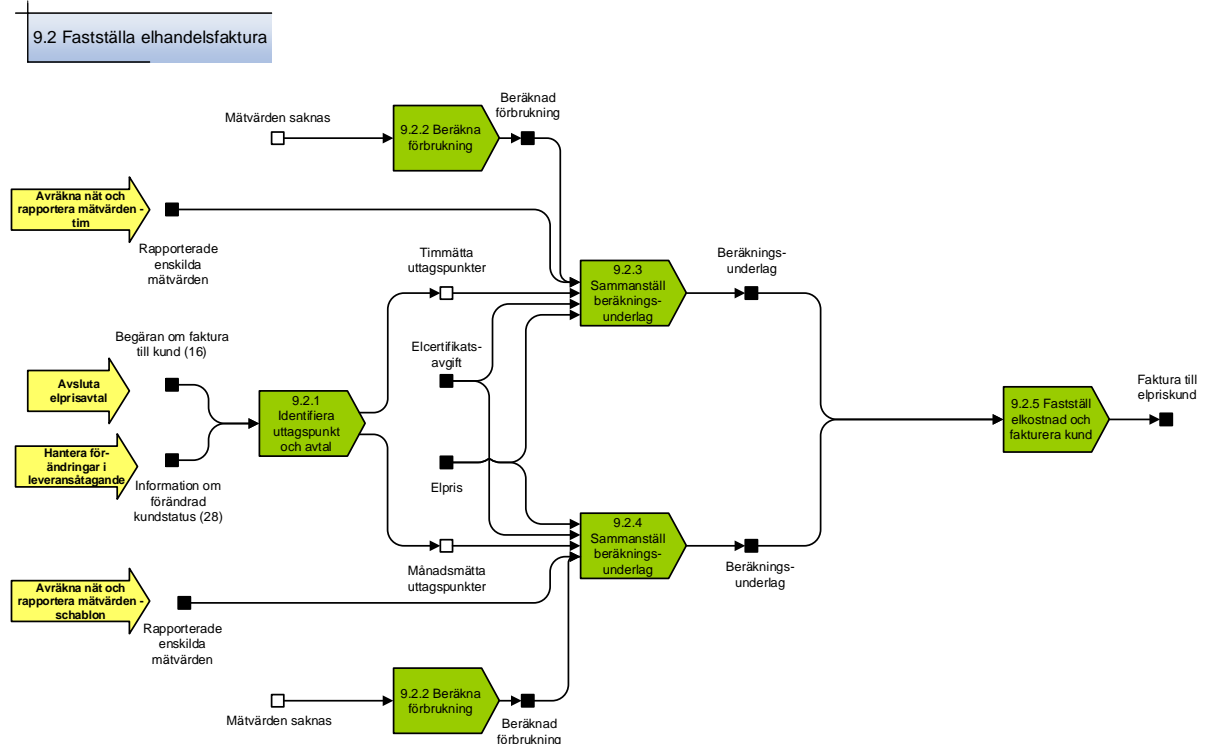 9.2 Fastställa elhandelsfaktura
Beräknad
förbrukning
Mätvärden saknas
9.2.2 Beräkna
förbrukning
Avräkna nät och
rapportera mätvärden -
tim
Rapporterade
enskilda
mätvärden
Timmätta
uttagspunkter
9.2.3
Sammanställ
beräknings-
underlag
Beräknings-
underlag
Begäran om faktura
till kund (16)
Elcertifikats-
avgift
Avsluta
elprisavtal
9.2.1
Identifiera
uttagspunkt
och avtal
9.2.5 Fastställ
elkostnad och
fakturera kund
Faktura till
elpriskund
Hantera för-
ändringar i
leveransåtagande
Information om
förändrad
kundstatus (28)
Elpris
9.2.4
Sammanställ
beräknings-
underlag
Månadsmätta
uttagspunkter
Beräknings-
underlag
Avräkna nät och
rapportera mätvärden -
schablon
Rapporterade
enskilda
mätvärden
9.2.2 Beräkna
förbrukning
Mätvärden saknas
Beräknad
förbrukning